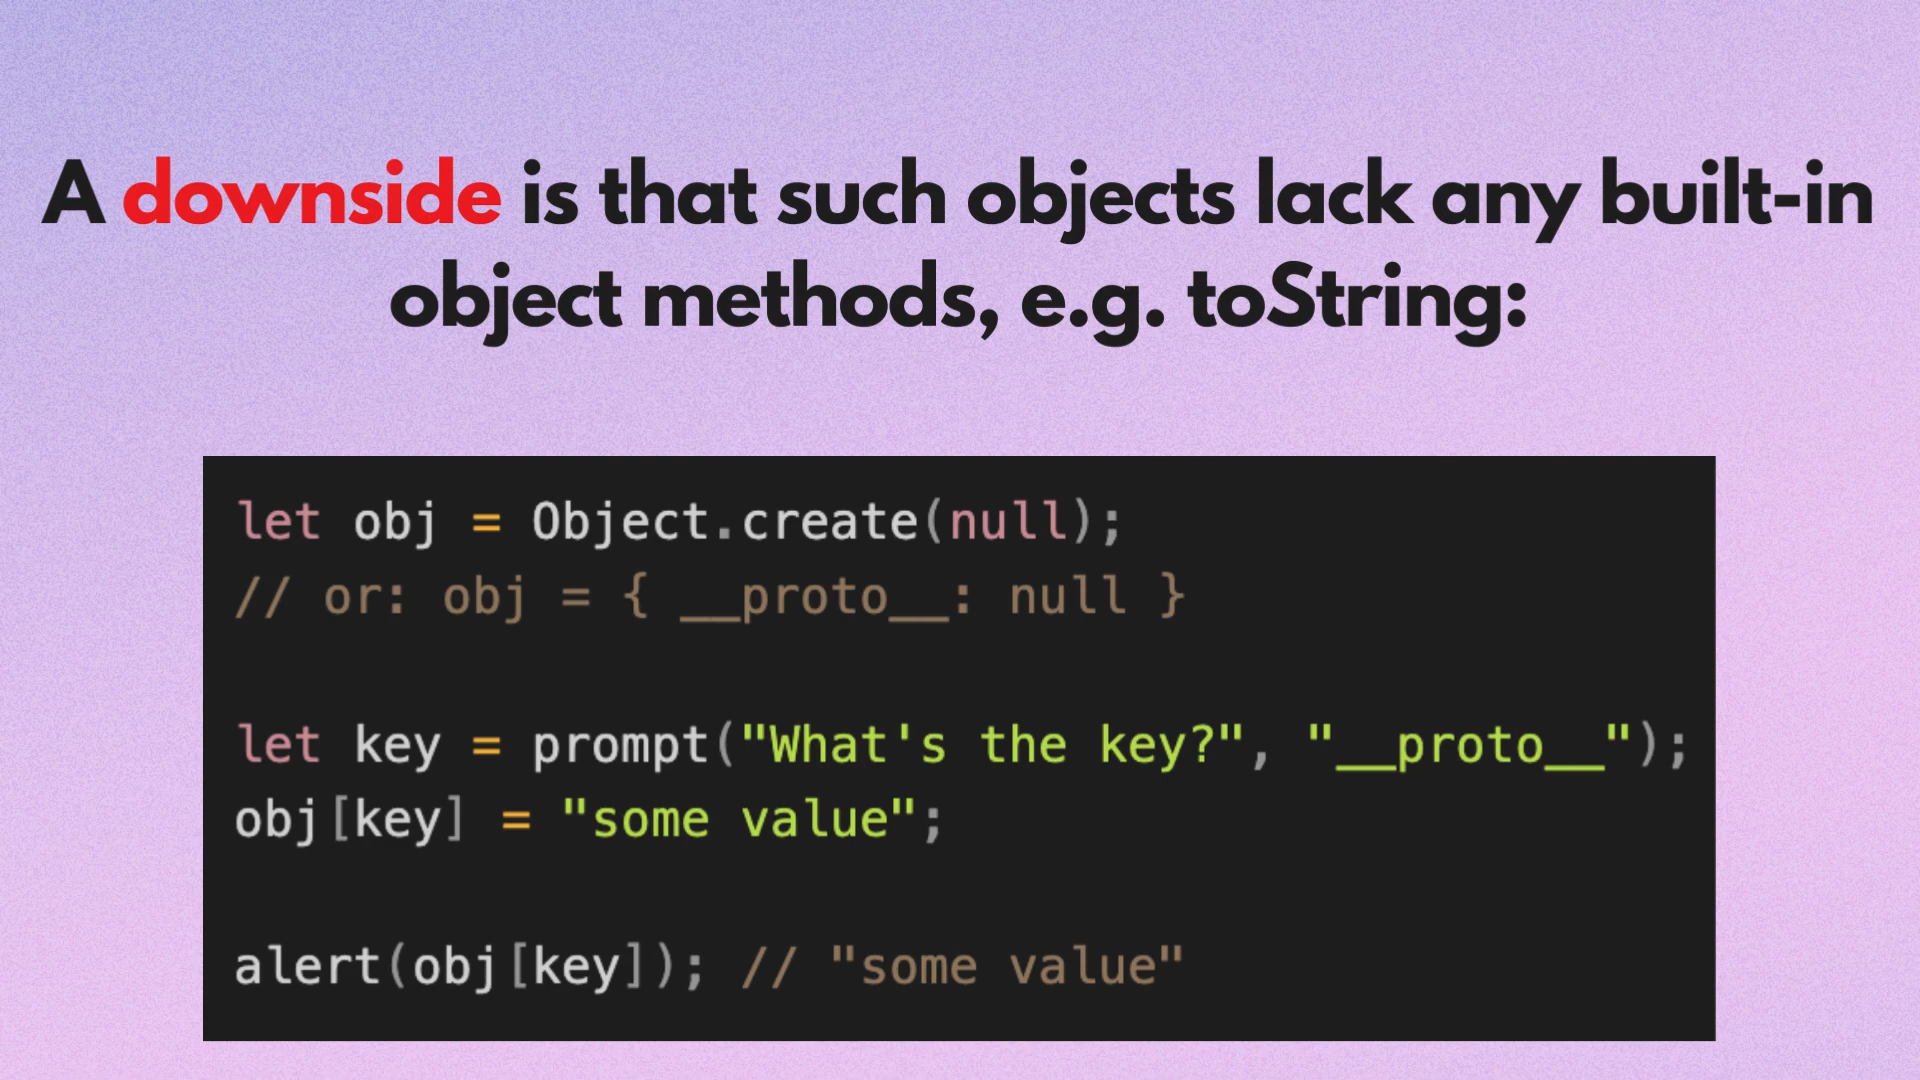 A downside is that such objects lack any built-in
object methods, e.g. toString:
let obj = Object.create(null);
// or: obj = { __proto__: null }
let key = prompt("What's the key?", "__proto__");
obj[key] = "some value";
alert(obj[key]); // "some value"